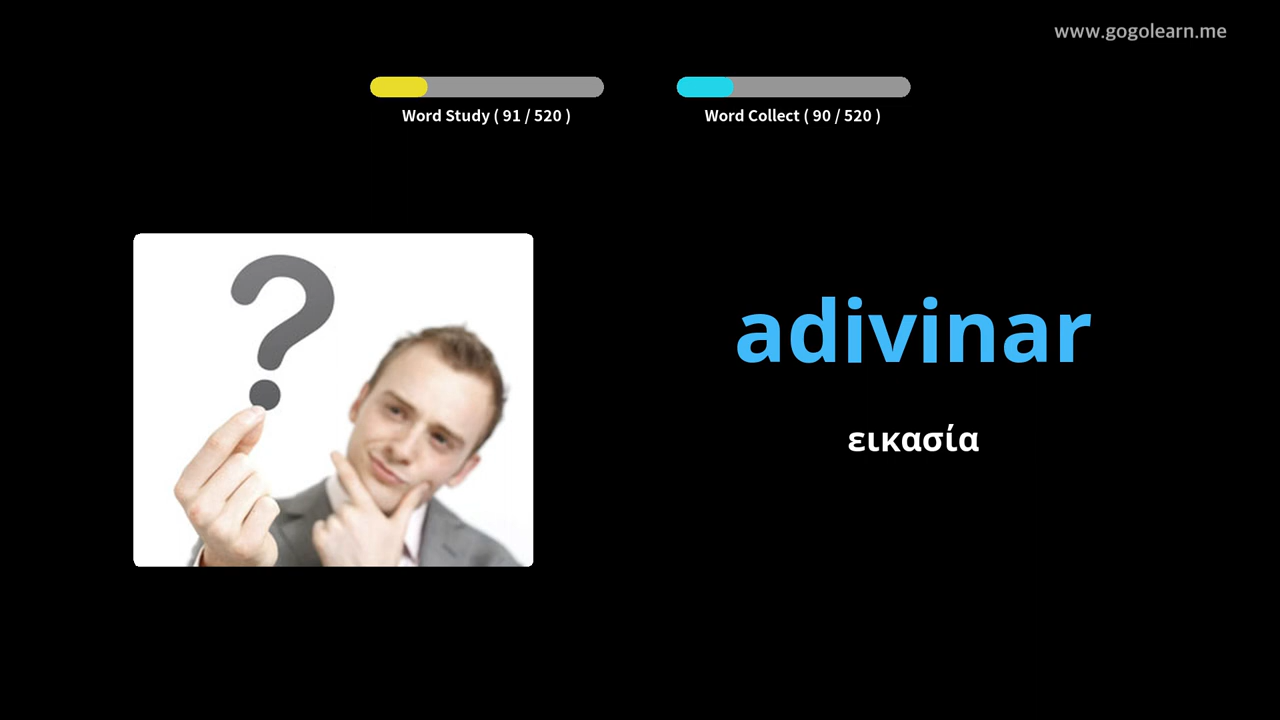 www.gogolearn.me
Word Study ( 91 / 520 )
Word Collect ( 90 / 520 )
?
adivinar
εικασία